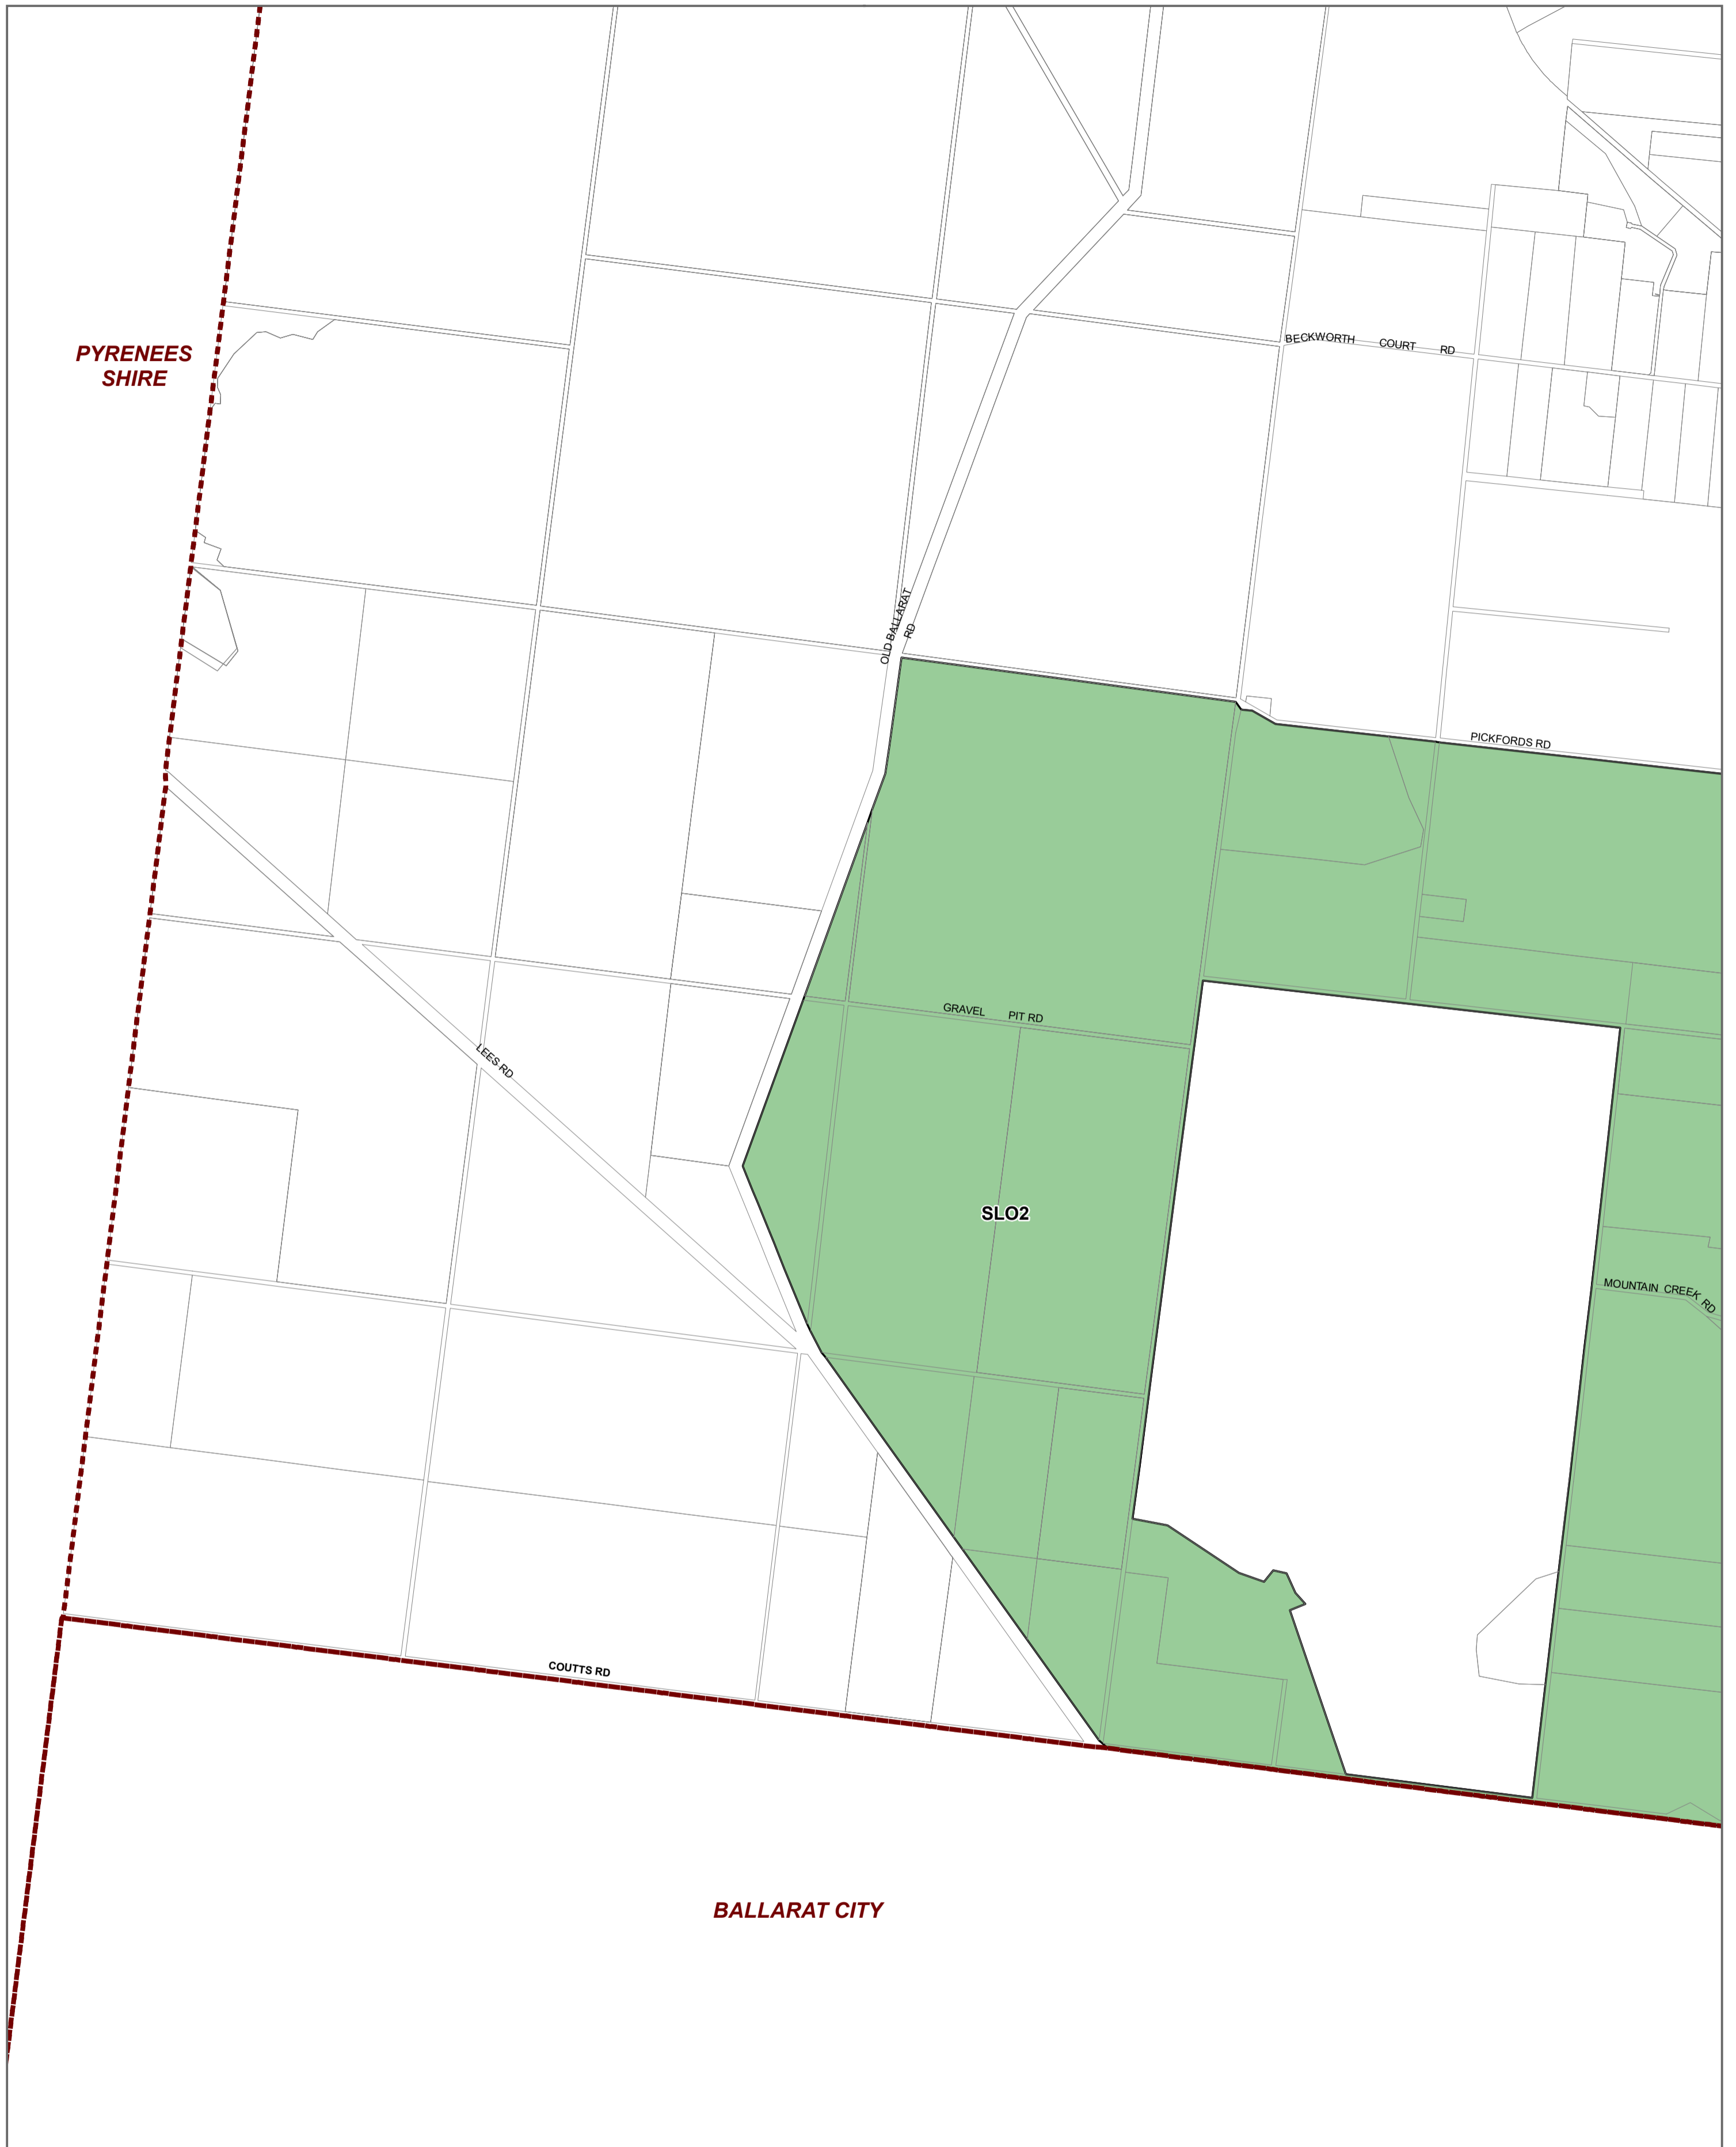 BECKWORTH COURT RD
PYRENEES
SHIRE
OLD BALLARAT
RD
PICKFORDS RD
GRAVEL PIT RD
LEES RD
SLO2
MOUNTAIN CREEK RD
COUTTS RD
BALLARAT CITY